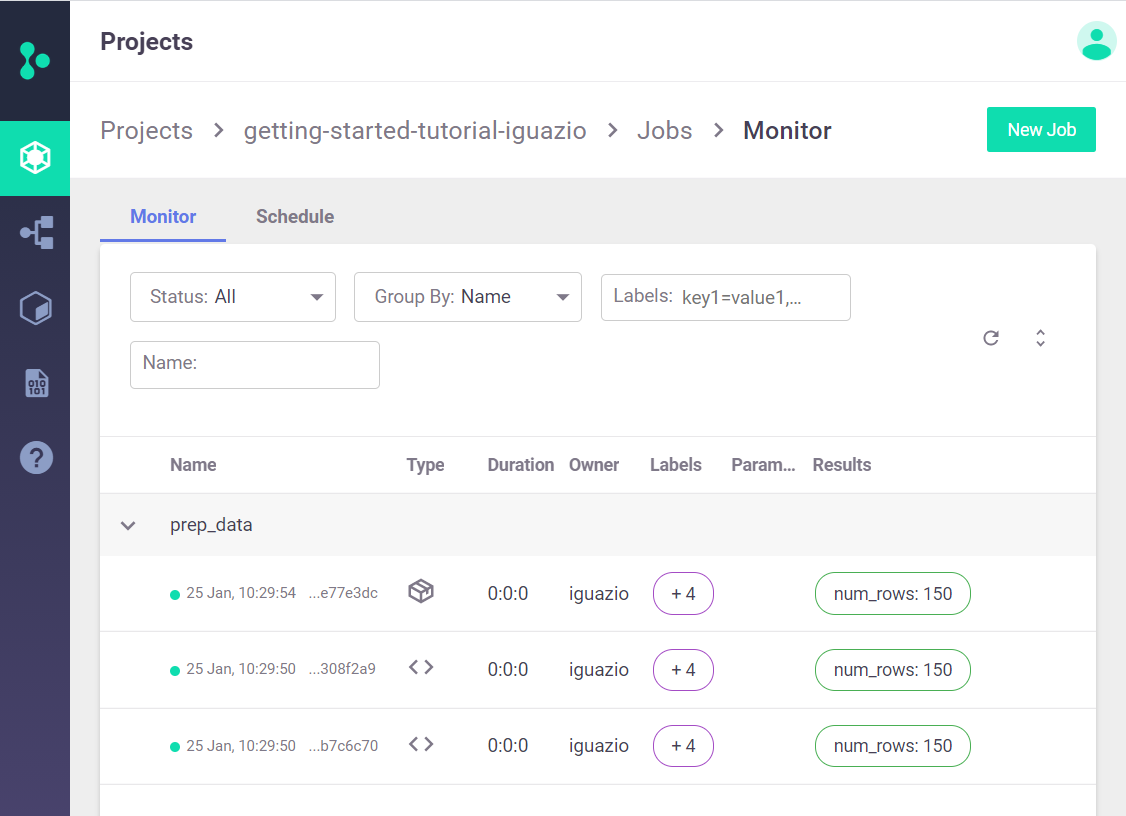 Projects
Projects > getting-started-tutorial-iguazio > Jobs > Monitor
New Job
Monitor Schedule
Status: All Group By: Name Labels: key1=value1,...
Name:
Name Type Duration Owner Labels Param... Results
prep_data
25 Jan, 10:29:54 ...e77e3dc 0:0:0 iguazio + 4 num_rows: 150
25 Jan, 10:29:50 ...308f2a9 <> 0:0:0 iguazio + 4 num_rows: 150
25 Jan, 10:29:50 ...b7c6c70 <> 0:0:0 iguazio + 4 num_rows: 150
010
101
?